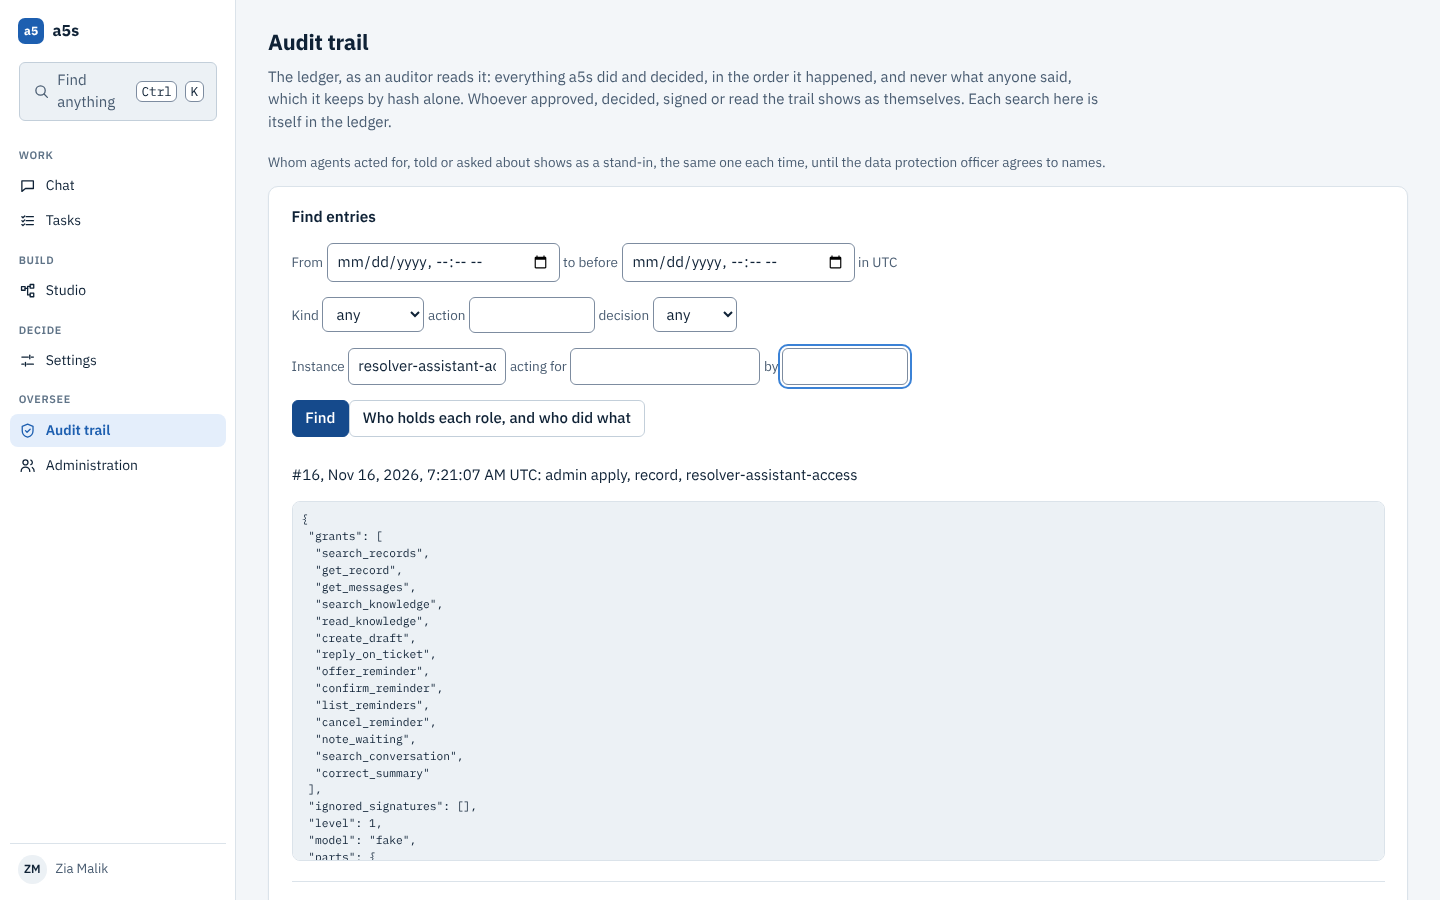 a5 a5s
Find anything Ctrl K
WORK
Chat
Tasks
BUILD
Studio
DECIDE
Settings
OVERSEE
Audit trail
Administration
ZM Zia Malik
Audit trail
The ledger, as an auditor reads it: everything a5s did and decided, in the order it happened, and never what anyone said,
which it keeps by hash alone. Whoever approved, decided, signed or read the trail shows as themselves. Each search here is
itself in the ledger.
Whom agents acted for, told or asked about shows as a stand-in, the same one each time, until the data protection officer agrees to names.
Find entries
From mm/dd/yyyy, --:-- -- to before mm/dd/yyyy, --:-- -- in UTC
Kind any action decision any
Instance resolver-assistant-ac acting for by
Find Who holds each role, and who did what
#16, Nov 16, 2026, 7:21:07 AM UTC: admin apply, record, resolver-assistant-access
{
"grants": [
"search_records",
"get_record",
"get_messages",
"search_knowledge",
"read_knowledge",
"create_draft",
"reply_on_ticket",
"offer_reminder",
"confirm_reminder",
"list_reminders",
"cancel_reminder",
"note_waiting",
"search_conversation",
"correct_summary"
],
"ignored_signatures": [],
"level": 1,
"model": "fake",
"parts": {